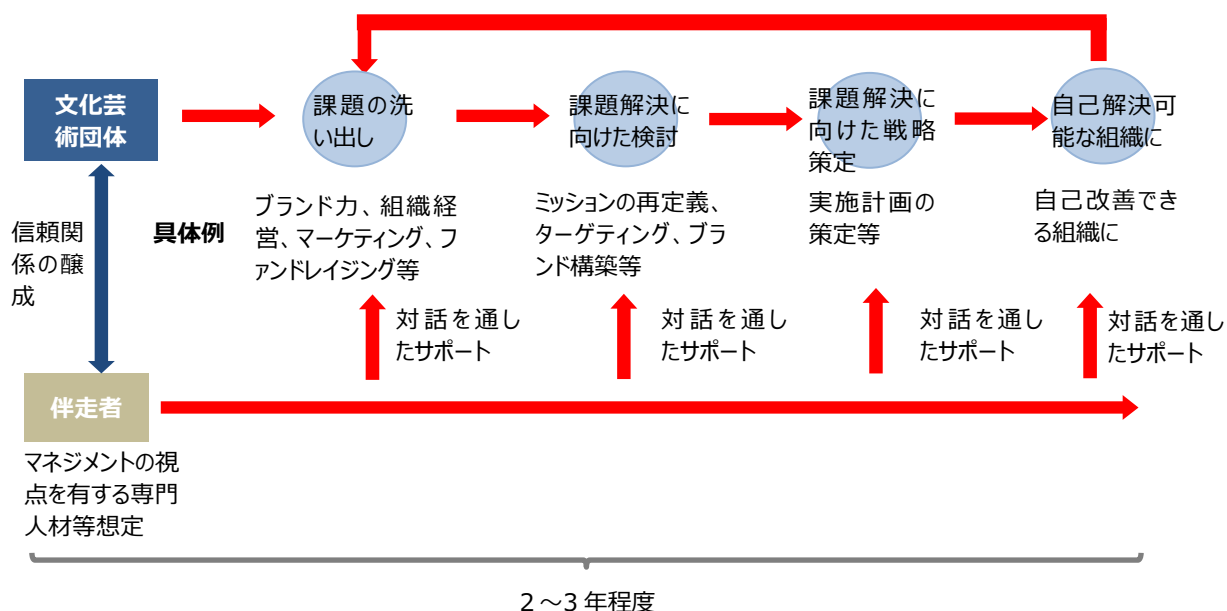 文化芸
術団体
課題の洗
い出し
課題解決に
向けた検討
課題解決に
向けた戦略
策定
自己解決可
能な組織に
信頼関
係の醸
成
具体例
ブランド力、組織経
営、マーケティング、フ
ァンドレイジング等
ミッションの再定義、
ターゲティング、ブラ
ンド構築等
実施計画の
策定等
自己改善でき
る組織に
対話を通し
たサポート
対話を通し
たサポート
対話を通し
たサポート
対話を通し
たサポート
伴走者
マネジメントの視
点を有する専門
人材等想定
2～3年程度